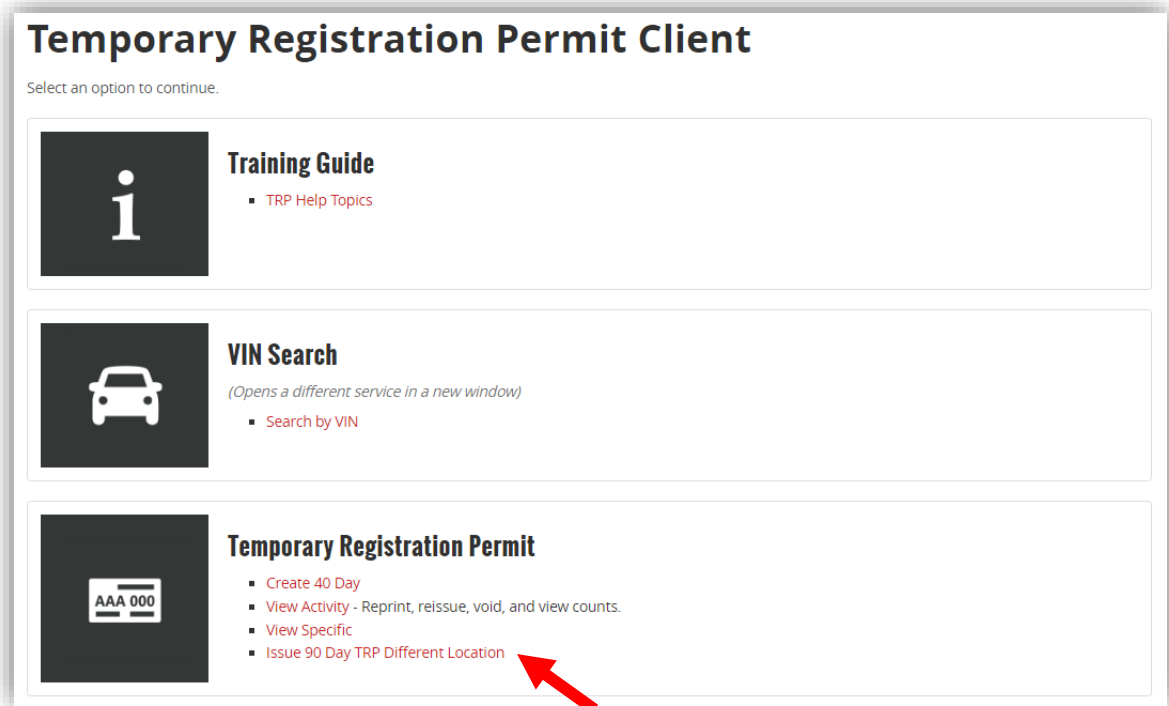 Temporary Registration Permit Client
Select an option to continue.
i
Training Guide
TRP Help Topics
VIN Search
(Opens a different service in a new window)
Search by VIN
Temporary Registration Permit
AAA 000
Create 40 Day
View Activity - Reprint, reissue, void, and view counts.
View Specific
Issue 90 Day TRP Different Location